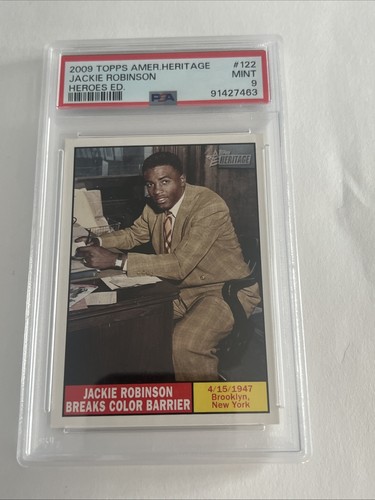 2009 TOPPS AMER.HERITAGE #122
JACKIE ROBINSON MINT
HEROES ED. 9
PSA 91427463
Topps
HERITAGE
JACKIE ROBINSON
BREAKS COLOR BARRIER
4/15/1947
Brooklyn,
New York